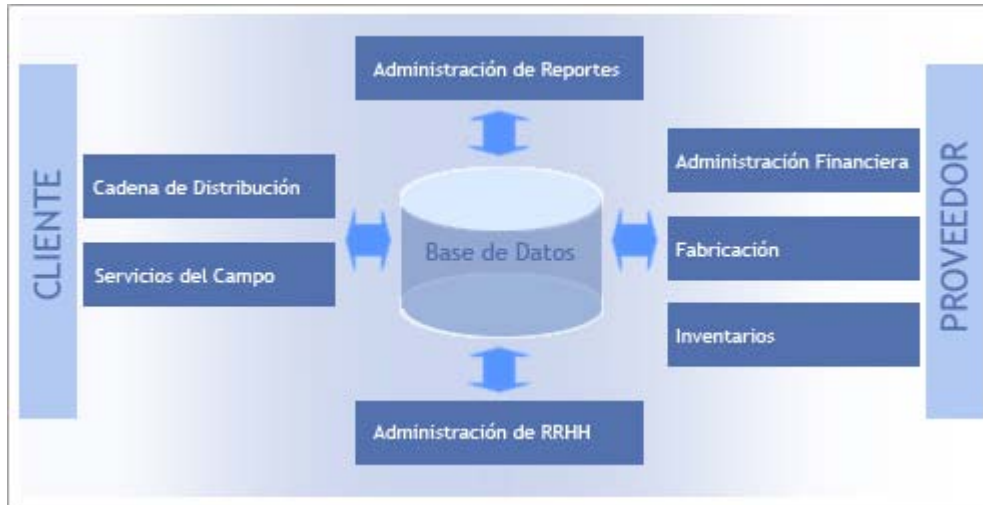 Administración de Reportes
CLIENTE
Cadena de Distribución
Servicios del Campo
Base de Datos
Administración Financiera
Fabricación
Inventarios
PROVEEDOR
Administración de RRHH